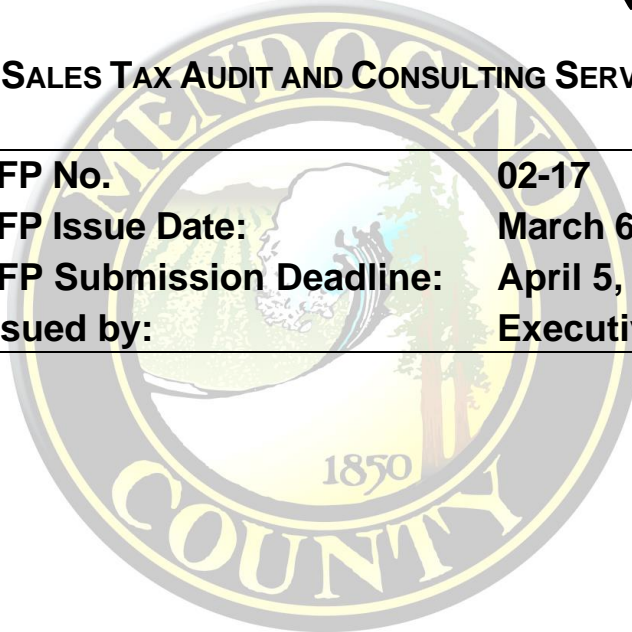 SALES TAX AUDIT AND CONSULTING SERV
FP No. 02-17
FP Issue Date: March 6
FP Submission Deadline: April 5,
sued by: Executiv
MENDOCINO
1850
COUNTY